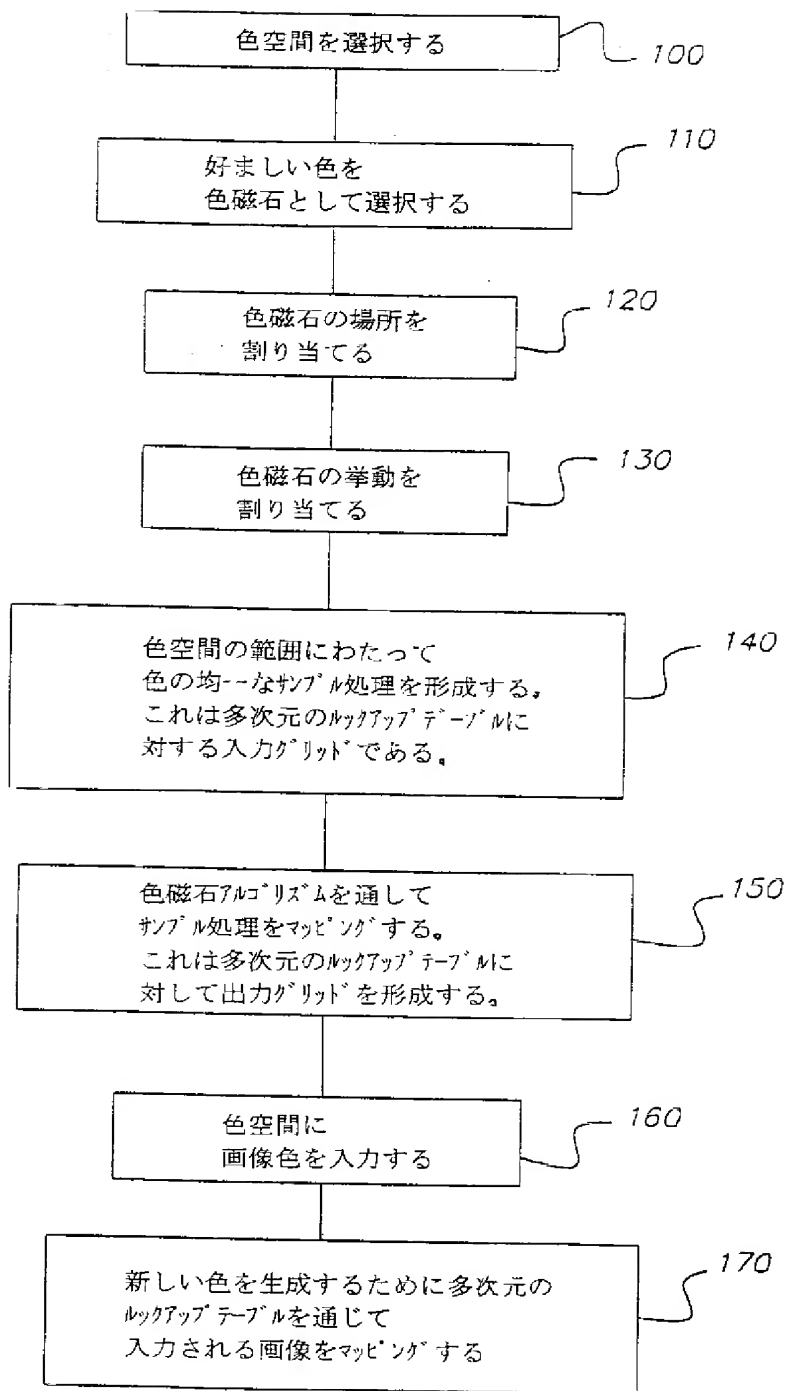 色空間を選択する
100
好ましい色を
色磁石として選択する
110
色磁石の場所を
割り当てる
120
色磁石の挙動を
割り当てる
130
色空間の範囲にわたって
色の均一なｻﾝﾌﾟﾙ処理を形成する。
これは多次元のﾙｯｸｱｯﾌﾟﾃｰﾌﾞﾙに
対する入力ｸﾞﾘｯﾄﾞである。
140
色磁石ｱﾙｺﾞﾘｽﾞﾑを通して
ｻﾝﾌﾟﾙ処理をﾏｯﾋﾟﾝｸﾞする。
これは多次元のﾙｯｸｱｯﾌﾟﾃｰﾌﾞﾙに
対して出力ｸﾞﾘｯﾄﾞを形成する。
150
色空間に
画像色を入力する
160
新しい色を生成するために多次元の
ﾙｯｸｱｯﾌﾟﾃｰﾌﾞﾙを通じて
入力される画像をﾏｯﾋﾟﾝｸﾞする
170